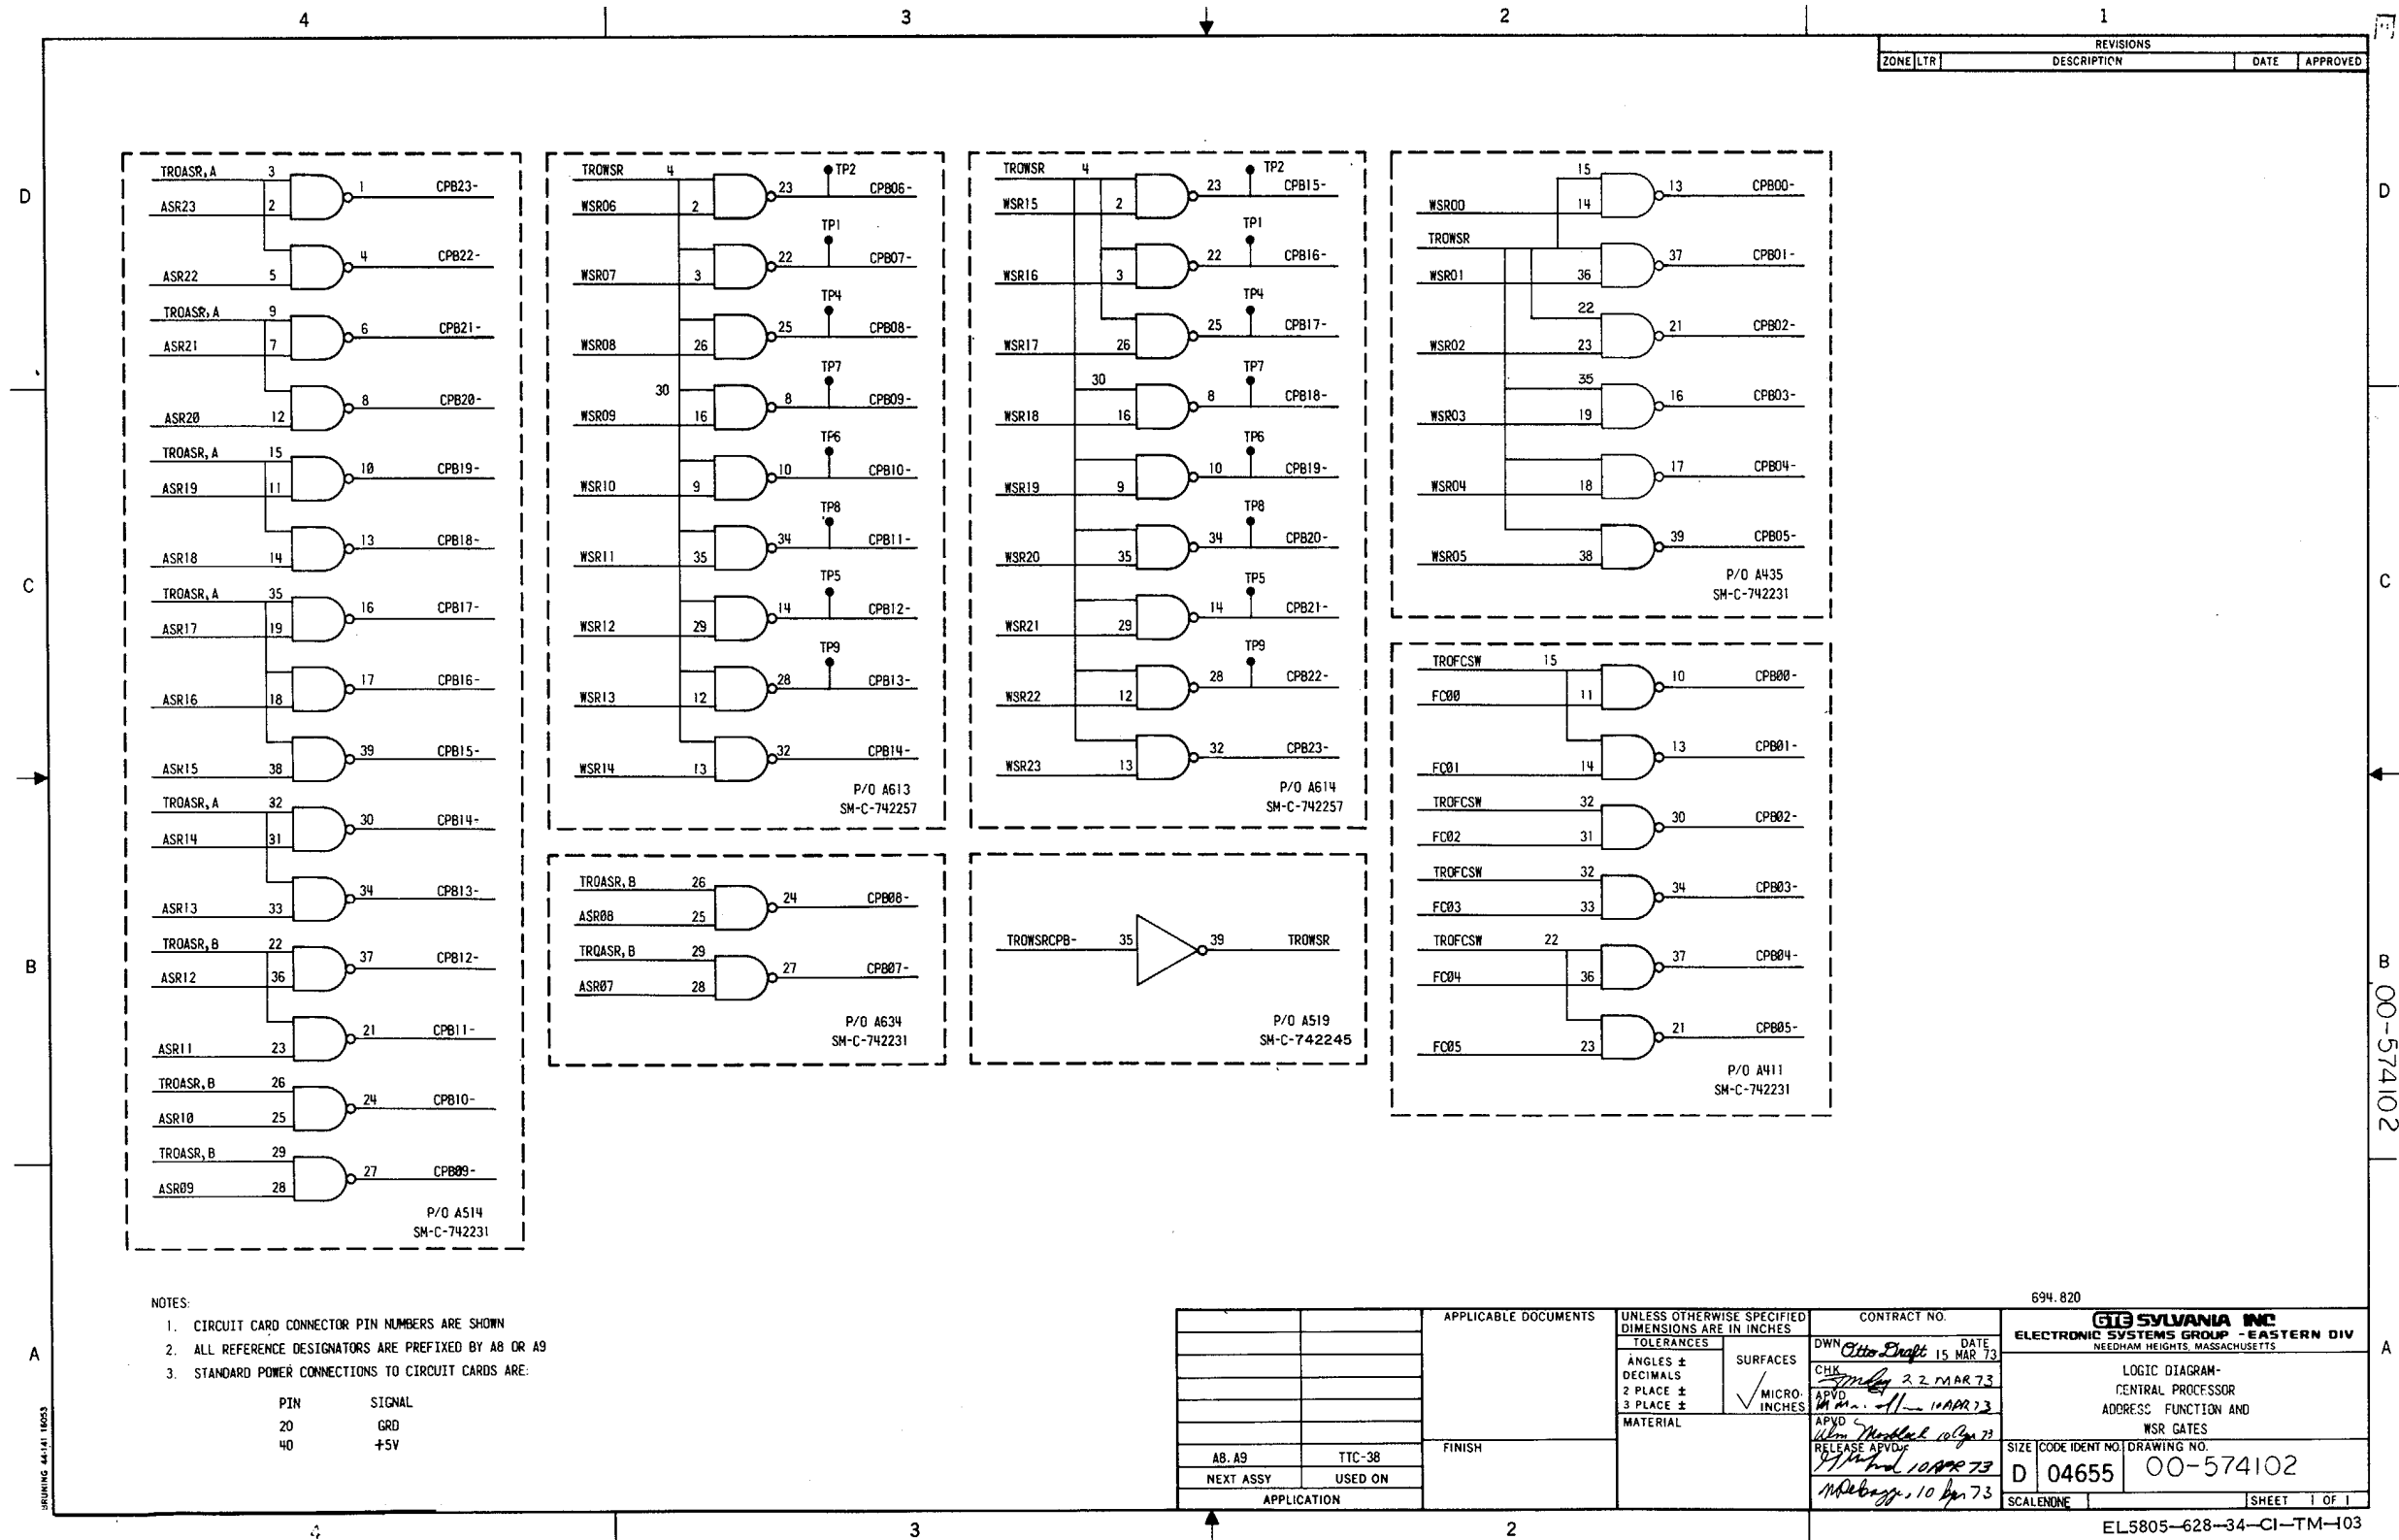 4 3 2 1
REVISIONS
ZONE LTR DESCRIPTION DATE APPROVED
D
C
B
A
TROASR,A 3
ASR23 2 1 CPB23-
ASR22 5 4 CPB22-
TROASR,A 9
ASR21 7 6 CPB21-
ASR20 12 8 CPB20-
TROASR,A 15
ASR19 11 10 CPB19-
ASR18 14 13 CPB18-
TROASR,A 35
ASR17 19 16 CPB17-
ASR16 18 17 CPB16-
ASR15 38 39 CPB15-
TROASR,A 32
ASR14 31 30 CPB14-
ASR13 33 34 CPB13-
TROASR,B 22
ASR12 36 37 CPB12-
ASR11 23 21 CPB11-
TROASR,B 26
ASR10 25 24 CPB10-
TROASR,B 29
ASR09 28 27 CPB09-
P/O A514
SM-C-742231
TROWSR 4 TP2
WSR06 2 23 CPB06-
TP1
WSR07 3 22 CPB07-
TP4
WSR08 26 25 CPB08-
30 TP7
WSR09 16 8 CPB09-
TP6
WSR10 9 10 CPB10-
TP8
WSR11 35 34 CPB11-
TP5
WSR12 29 14 CPB12-
TP9
WSR13 12 28 CPB13-
WSR14 13 32 CPB14-
P/O A613
SM-C-742257
TROASR,B 26
ASR08 25 24 CPB08-
TROASR,B 29
ASR07 28 27 CPB07-
P/O A634
SM-C-742231
TROWSR 4 TP2
WSR15 2 23 CPB15-
TP1
WSR16 3 22 CPB16-
TP4
WSR17 26 25 CPB17-
30 TP7
WSR18 16 8 CPB18-
TP6
WSR19 9 10 CPB19-
TP8
WSR20 35 34 CPB20-
TP5
WSR21 29 14 CPB21-
TP9
WSR22 12 28 CPB22-
WSR23 13 32 CPB23-
P/O A614
SM-C-742257
TROWSRCPB- 35 39 TROWSR
P/O A519
SM-C-742245
15
WSR00 14 13 CPB00-
TROWSR
WSR01 36 37 CPB01-
22
WSR02 23 21 CPB02-
35
WSR03 19 16 CPB03-
WSR04 18 17 CPB04-
WSR05 38 39 CPB05-
P/O A435
SM-C-742231
TROFCSW 15
FC00 11 10 CPB00-
FC01 14 13 CPB01-
TROFCSW 32
FC02 31 30 CPB02-
TROFCSW 32
FC03 33 34 CPB03-
TROFCSW 22
FC04 36 37 CPB04-
FC05 23 21 CPB05-
P/O A411
SM-C-742231
D
C
B
00-574102
A
NOTES:
1. CIRCUIT CARD CONNECTOR PIN NUMBERS ARE SHOWN
2. ALL REFERENCE DESIGNATORS ARE PREFIXED BY A8 OR A9
3. STANDARD POWER CONNECTIONS TO CIRCUIT CARDS ARE:
PIN SIGNAL
20 GRD
40 +5V
BRUNING 44-141 16053
A8. A9 TTC-38
NEXT ASSY USED ON
APPLICATION
APPLICABLE DOCUMENTS
FINISH
UNLESS OTHERWISE SPECIFIED
DIMENSIONS ARE IN INCHES
TOLERANCES
ANGLES ±
DECIMALS
2 PLACE ±
3 PLACE ±
SURFACES
MICRO-
INCHES
MATERIAL
CONTRACT NO.
DWN Otto Draft DATE 15 MAR 73
CHK 22 MAR 73
APVD 10 APR 73
APVD 10 Apr 73
RELEASE APVD 10 APR 73
10 Apr 73
694.820
GTE SYLVANIA INC
ELECTRONIC SYSTEMS GROUP - EASTERN DIV
NEEDHAM HEIGHTS, MASSACHUSETTS
LOGIC DIAGRAM-
CENTRAL PROCESSOR
ADDRESS FUNCTION AND
WSR GATES
SIZE CODE IDENT NO. DRAWING NO.
D 04655 00-574102
SCALE NONE SHEET 1 OF 1
3 2
EL5805-628-34-C1-TM-103